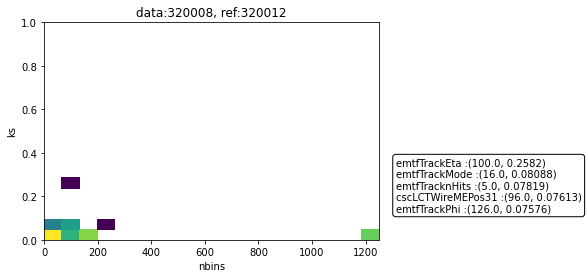 data:320008, ref:320012
1.0
0.8
ks
0.6
0.4
0.2
0.0
0 200 400 600 800 1000 1200
nbins
emtfTrackEta :(100.0, 0.2582)
emtfTrackMode :(16.0, 0.08088)
emtfTracknHits :(5.0, 0.07819)
cscLCTWireMEPos31 :(96.0, 0.07613)
emtfTrackPhi :(126.0, 0.07576)